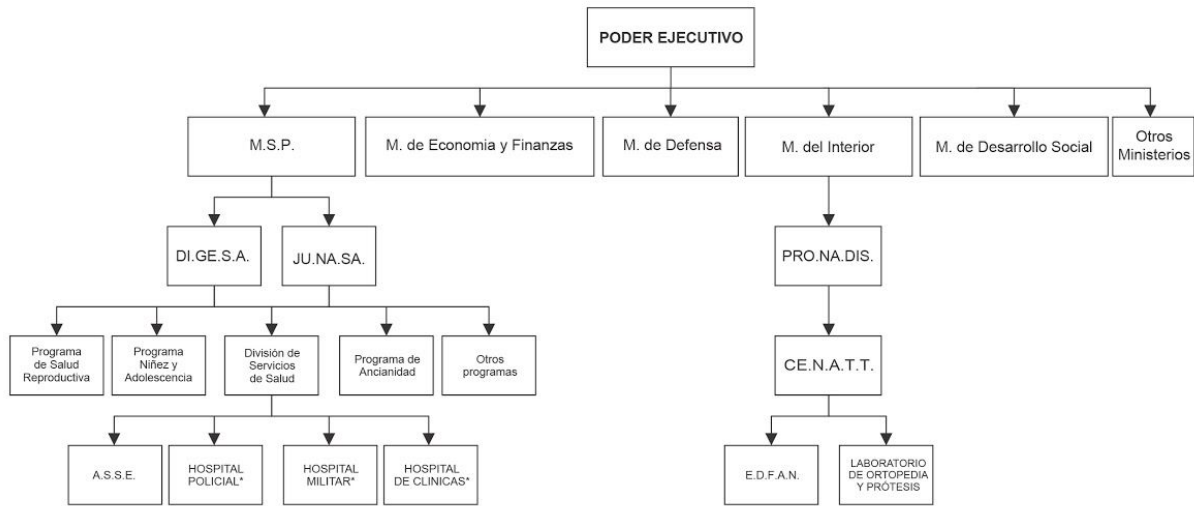 PODER EJECUTIVO
M.S.P.
M. de Economia y Finanzas
M. de Defensa
M. del Interior
M. de Desarrollo Social
Otros
Ministerios
DI.GE.S.A.
JU.NA.SA.
PRO.NA.DIS.
Programa
de Salud
Reproductiva
Programa
Niñez y
Adolescencia
División de
Servicios
de Salud
Programa de
Ancianidad
Otros
programas
CE.N.A.T.T.
A.S.S.E.
HOSPITAL
POLICIAL*
HOSPITAL
MILITAR*
HOSPITAL
DE CLINICAS*
E.D.F.A.N.
LABORATORIO
DE ORTOPEDIA
Y PRÓTESIS